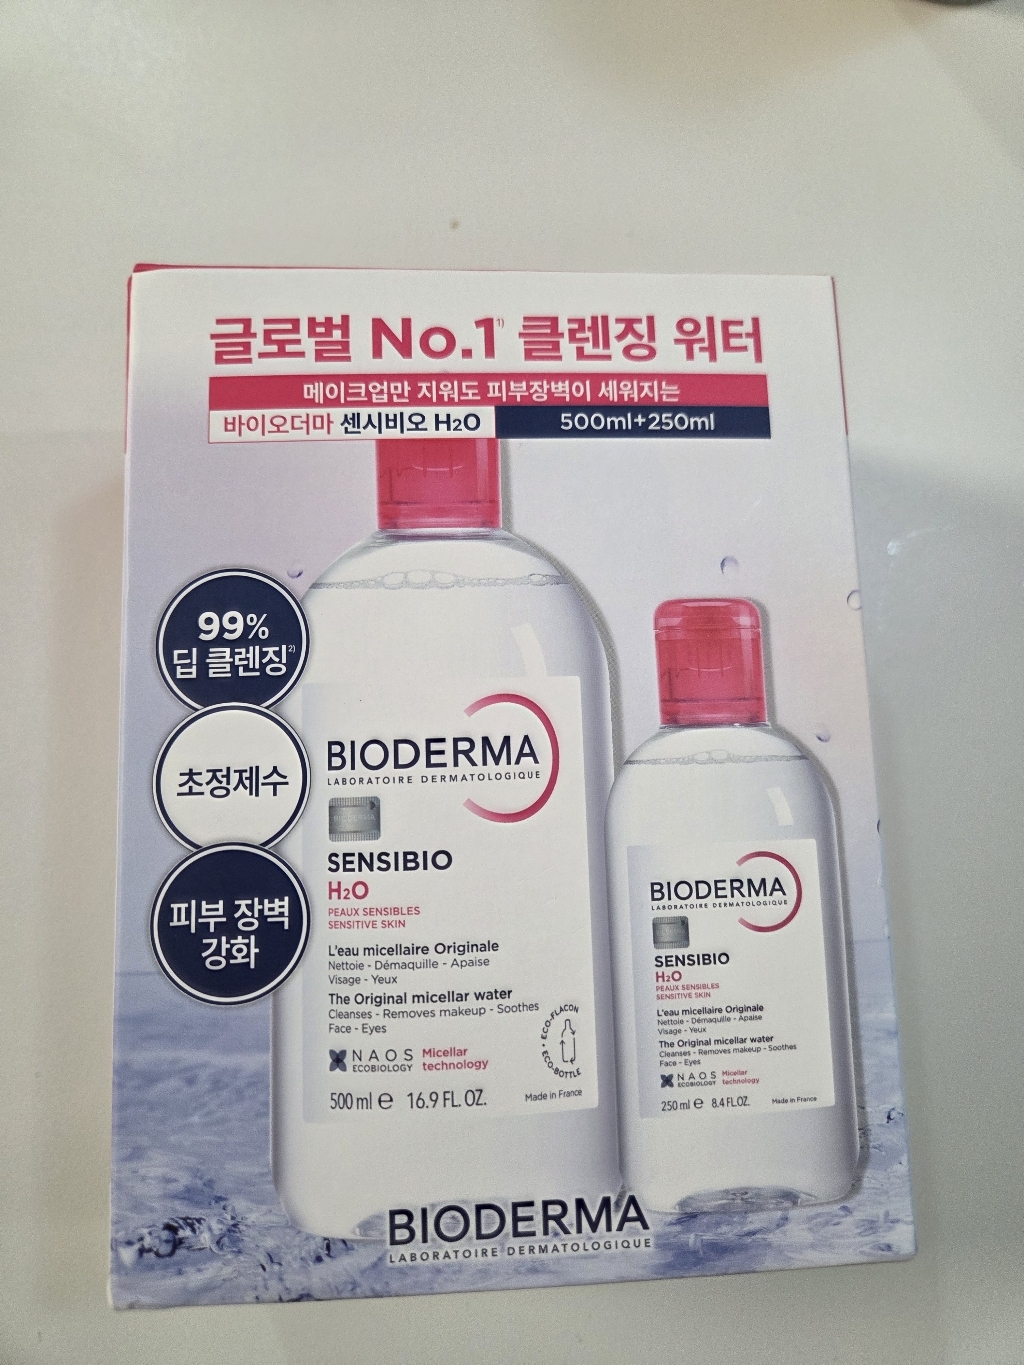 글로벌 No.1¹⁾ 클렌징 워터
메이크업만 지워도 피부장벽이 세워지는
바이오더마 센시비오 H₂O 500ml+250ml
99%
딥 클렌징²⁾
초정제수
피부 장벽
강화
BIODERMA
LABORATOIRE DERMATOLOGIQUE
BIODERMA
SENSIBIO
H₂O
PEAUX SENSIBLES
SENSITIVE SKIN
L'eau micellaire Originale
Nettoie - Démaquille - Apaise
Visage - Yeux
The Original micellar water
Cleanses - Removes makeup - Soothes
Face - Eyes
ECO-FLACON • ECO-BOTTLE •
NAOS Micellar
ECOBIOLOGY technology
500 ml e 16.9 FL. OZ. Made in France
BIODERMA
LABORATOIRE DERMATOLOGIQUE
SENSIBIO
H₂O
PEAUX SENSIBLES
SENSITIVE SKIN
L'eau micellaire Originale
Nettoie - Démaquille - Apaise
Visage - Yeux
The Original micellar water
Cleanses - Removes makeup - Soothes
Face - Eyes
NAOS Micellar
ECOBIOLOGY technology
250 ml e 8.4 FL.OZ. Made in France
BIODERMA
LABORATOIRE DERMATOLOGIQUE